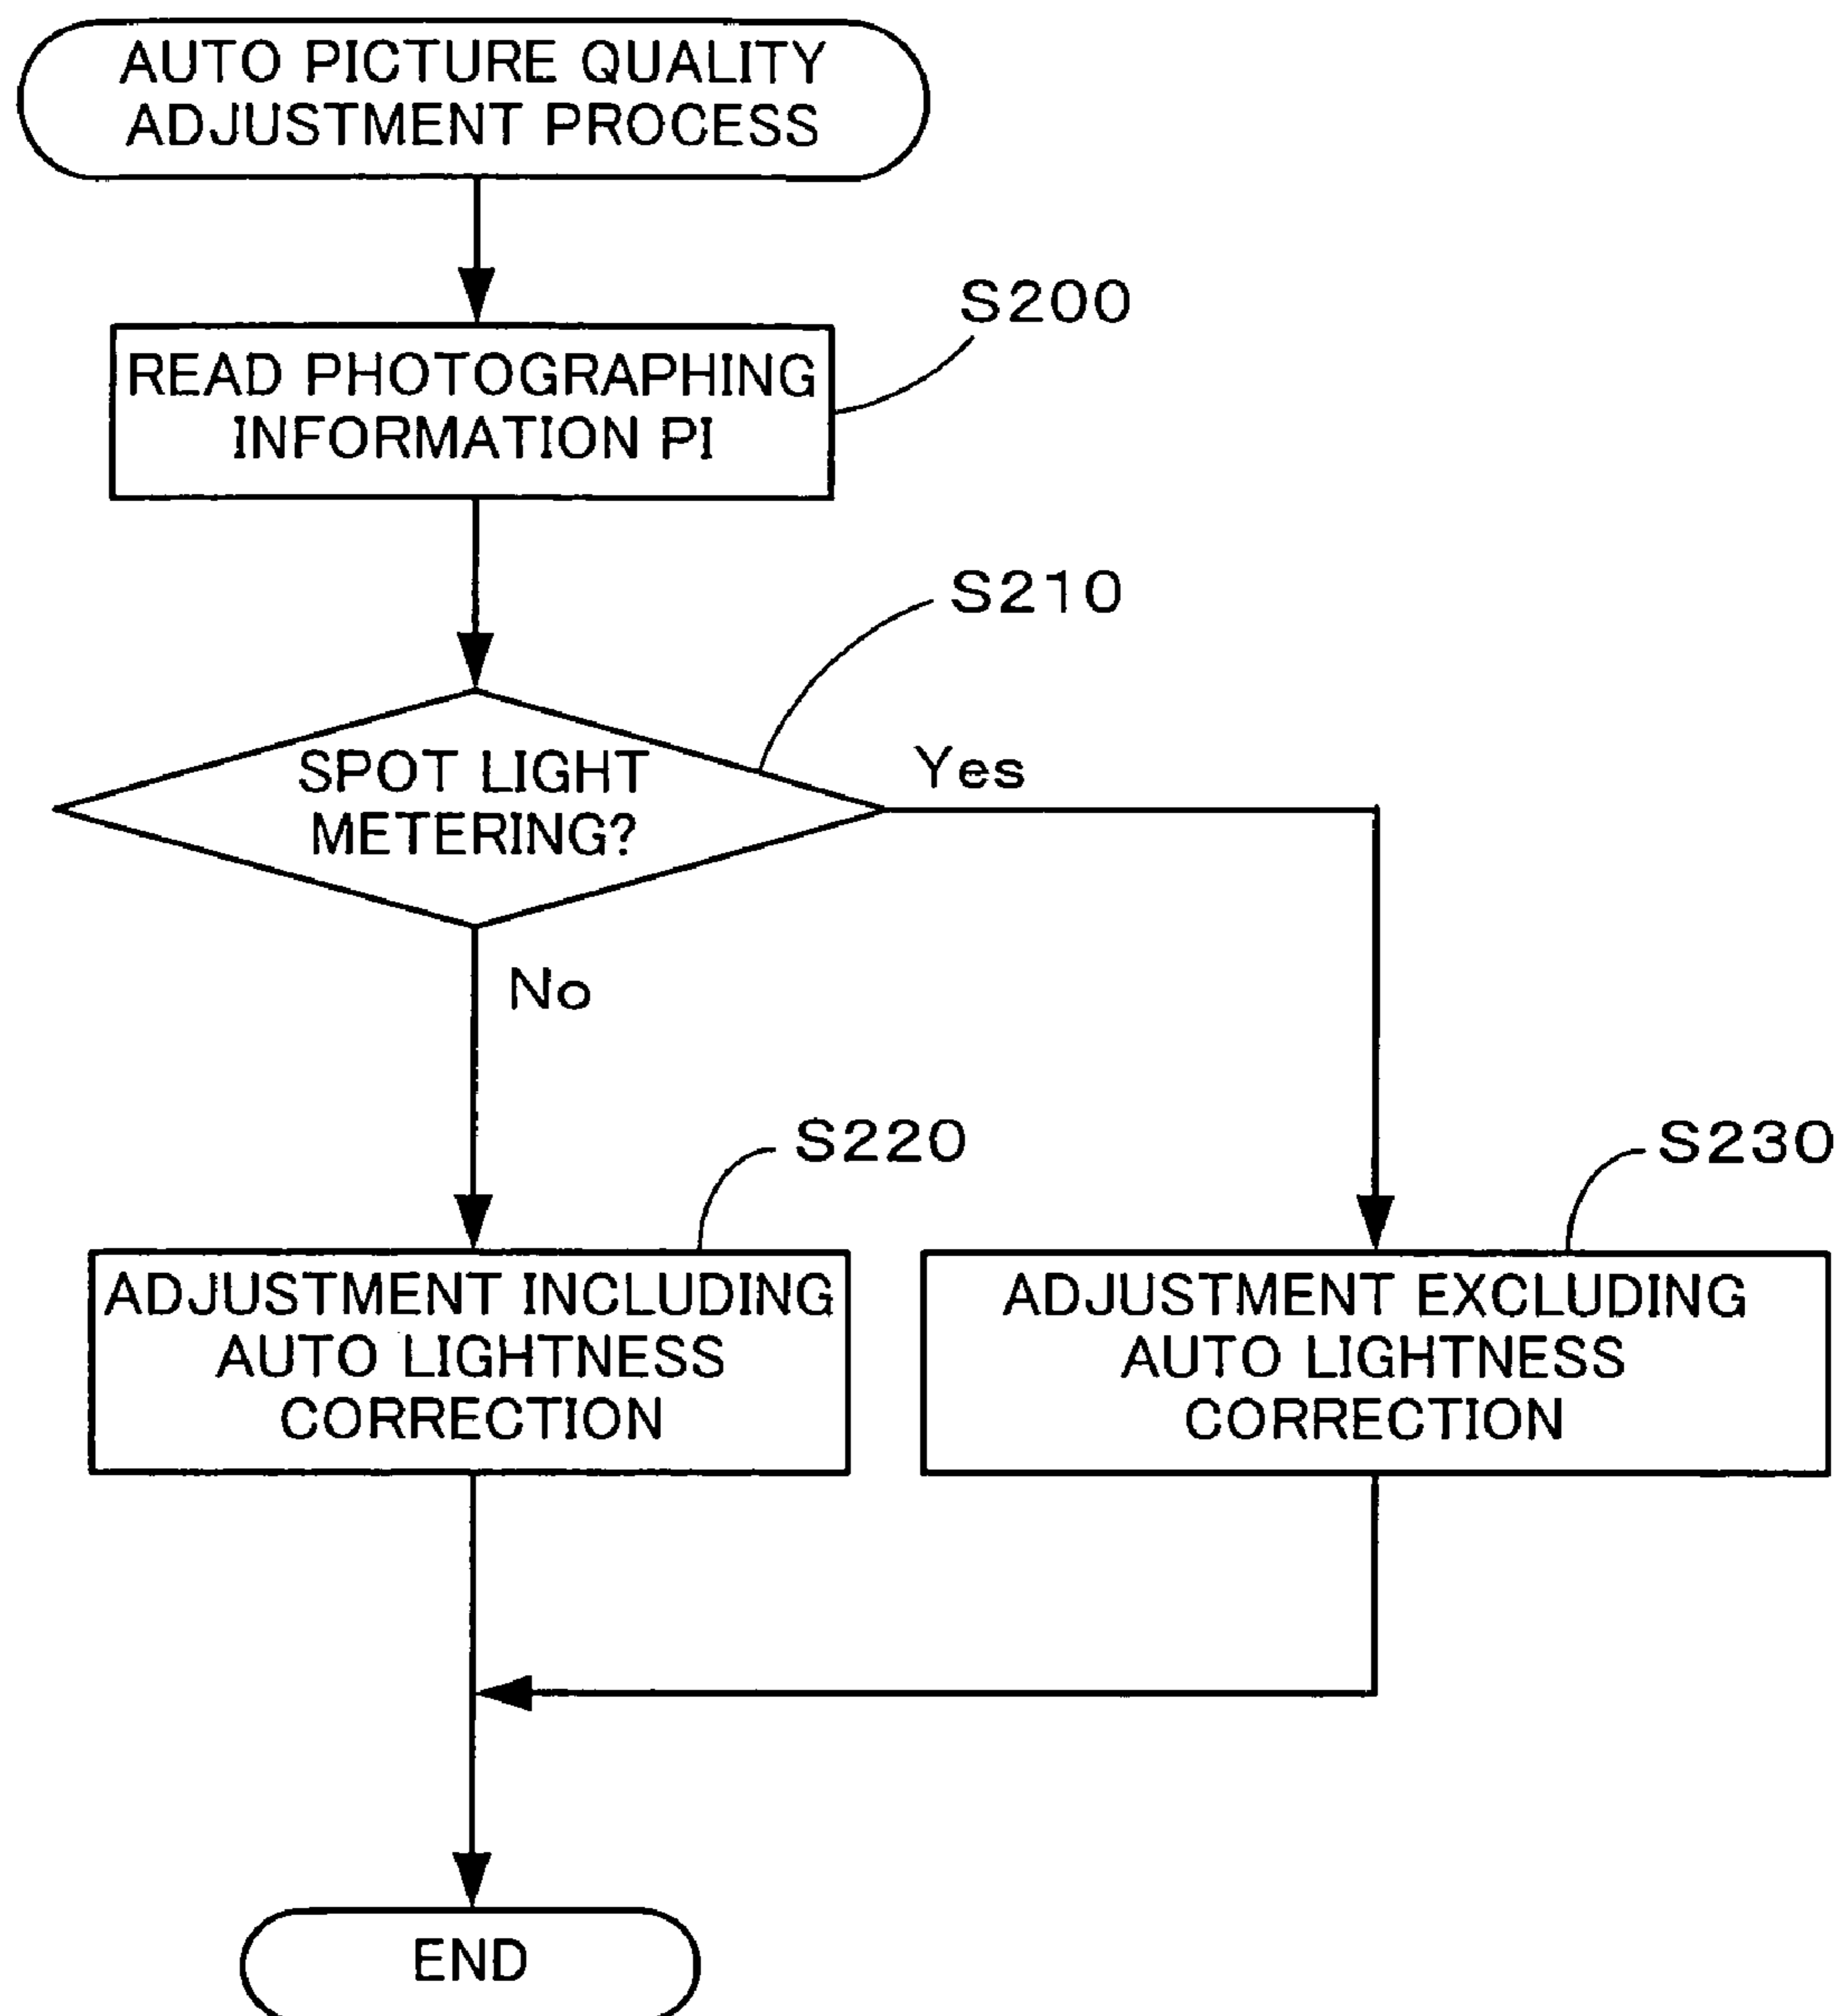 AUTO PICTURE QUALITY
ADJUSTMENT PROCESS
S200
READ PHOTOGRAPHING
INFORMATION PI
S210
SPOT LIGHT
METERING?
Yes
No
S220
S230
ADJUSTMENT INCLUDING
AUTO LIGHTNESS
CORRECTION
ADJUSTMENT EXCLUDING
AUTO LIGHTNESS
CORRECTION
END